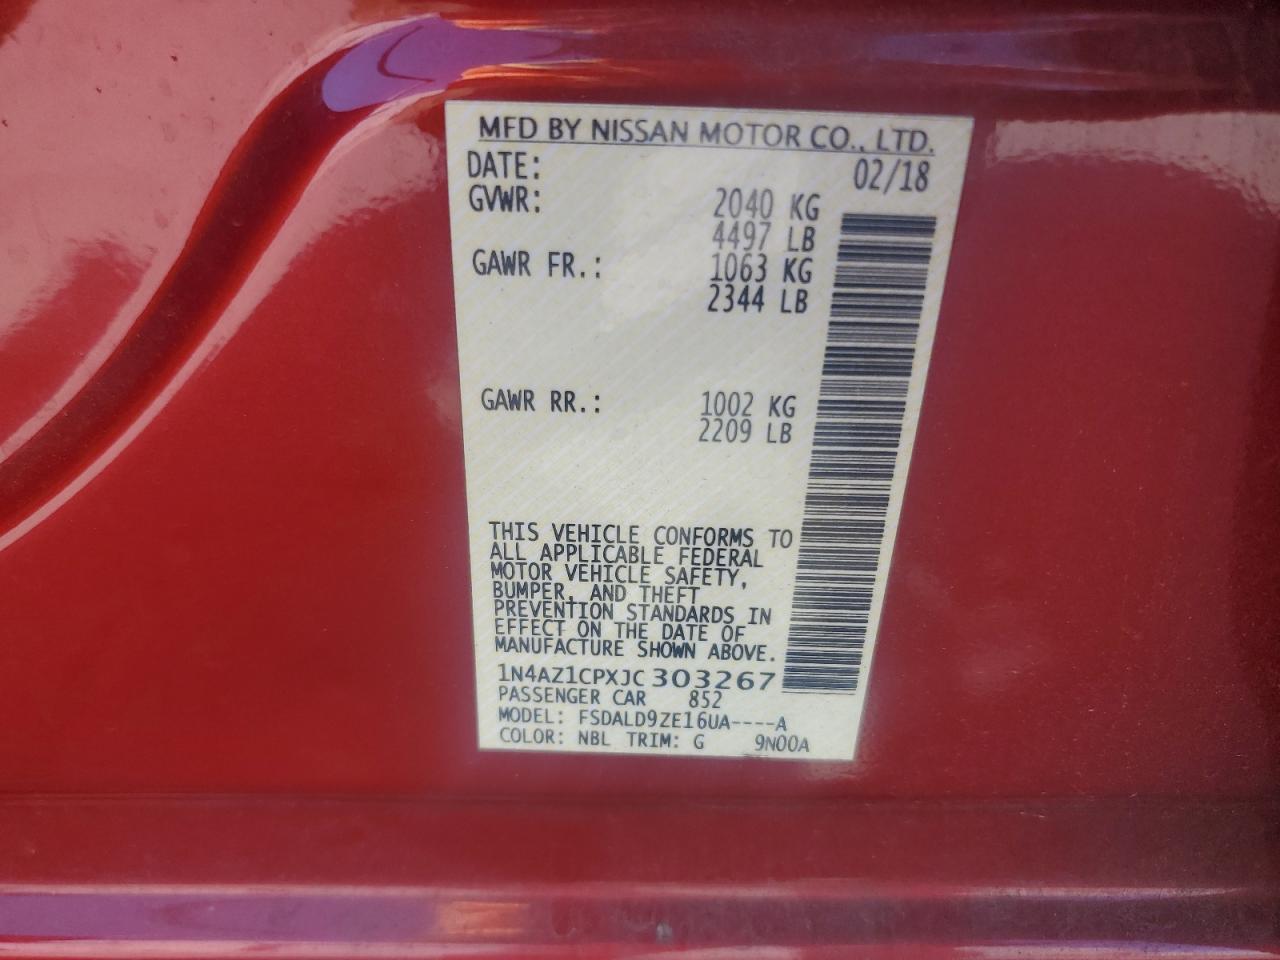 MFD BY NISSAN MOTOR CO., LTD.
DATE: 02/18
GVWR: 2040 KG
4497 LB
GAWR FR.: 1063 KG
2344 LB
GAWR RR.: 1002 KG
2209 LB
THIS VEHICLE CONFORMS TO
ALL APPLICABLE FEDERAL
MOTOR VEHICLE SAFETY,
BUMPER, AND THEFT
PREVENTION STANDARDS IN
EFFECT ON THE DATE OF
MANUFACTURE SHOWN ABOVE.
1N4AZ1CPXJC303267
PASSENGER CAR 852
MODEL: FSDALD9ZE16UA----A
COLOR: NBL TRIM: G 9N00A